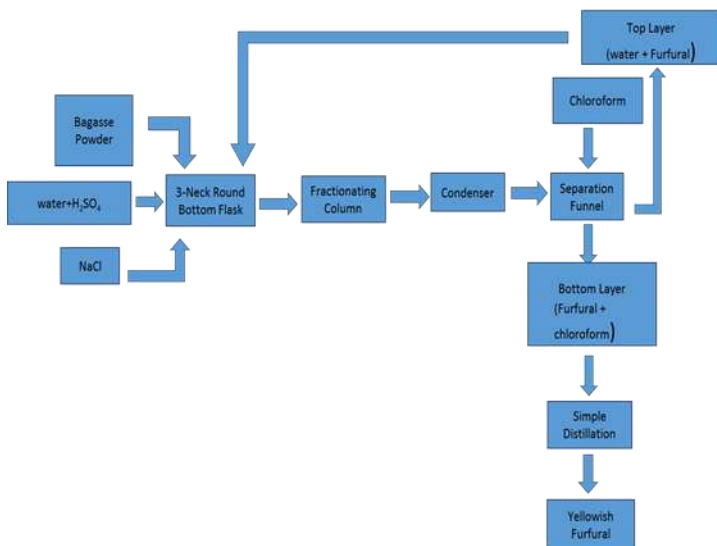 Top Layer
(water + Furfural)
Chloroform
Bagasse
Powder
water+H₂SO₄
3-Neck Round
Bottom Flask
Fractionating
Column
Condenser
Separation
Funnel
NaCl
Bottom Layer
(Furfural +
chloroform)
Simple
Distillation
Yellowish
Furfural